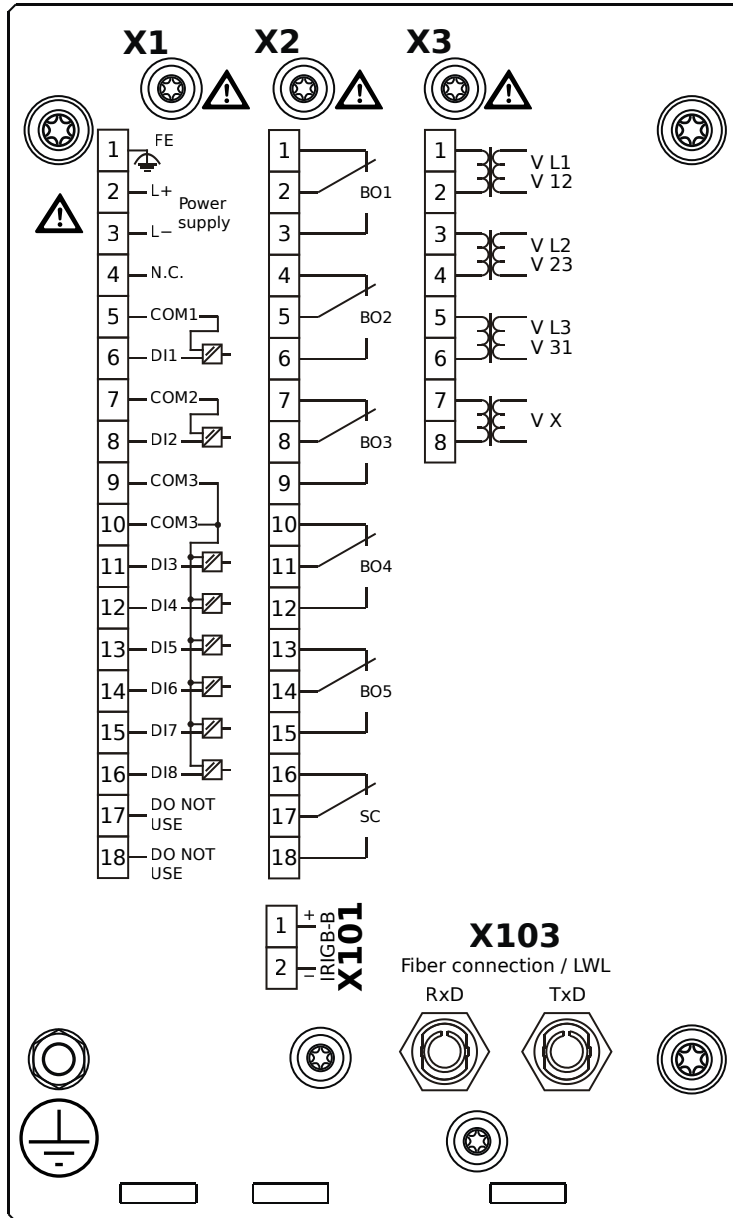 X1 X2 X3
1 FE
2 L+ Power
supply
3 L−
4 N.C.
5 COM1
6 DI1
7 COM2
8 DI2
9 COM3
10 COM3
11 DI3
12 DI4
13 DI5
14 DI6
15 DI7
16 DI8
17 DO NOT
USE
18 DO NOT
USE
1
2 BO1
3
4
5 BO2
6
7
8 BO3
9
10
11 BO4
12
13
14 BO5
15
16
17 SC
18
1 V L1
2 V 12
3 V L2
4 V 23
5 V L3
6 V 31
7 V X
8
1 +
2 −
IRIGB-B
X101
X103
Fiber connection / LWL
RxD TxD